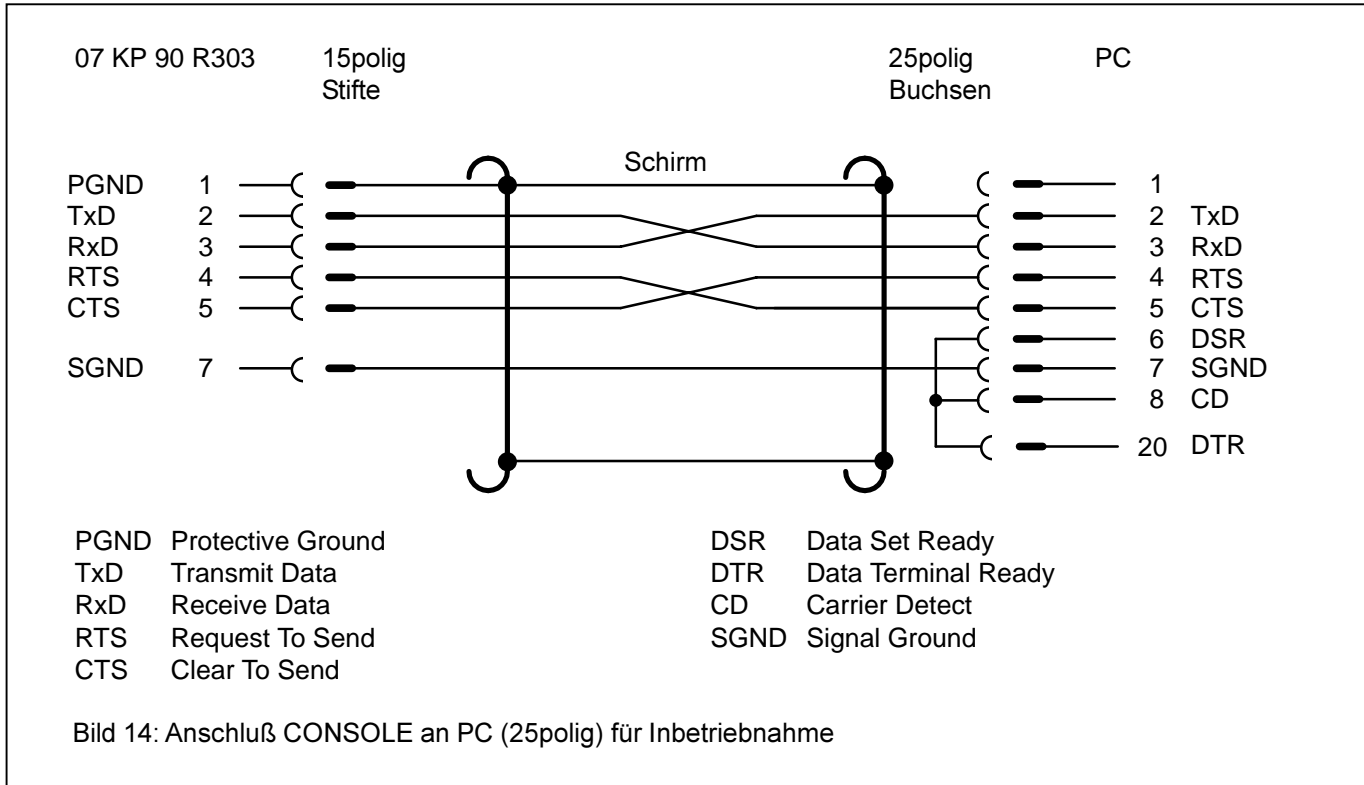 07 KP 90 R303 15polig 25polig PC
Stifte Buchsen
Schirm
PGND 1 1
TxD 2 2 TxD
RxD 3 3 RxD
RTS 4 4 RTS
CTS 5 5 CTS
6 DSR
SGND 7 7 SGND
8 CD
20 DTR
PGND Protective Ground DSR Data Set Ready
TxD Transmit Data DTR Data Terminal Ready
RxD Receive Data CD Carrier Detect
RTS Request To Send SGND Signal Ground
CTS Clear To Send
Bild 14: Anschluß CONSOLE an PC (25polig) für Inbetriebnahme